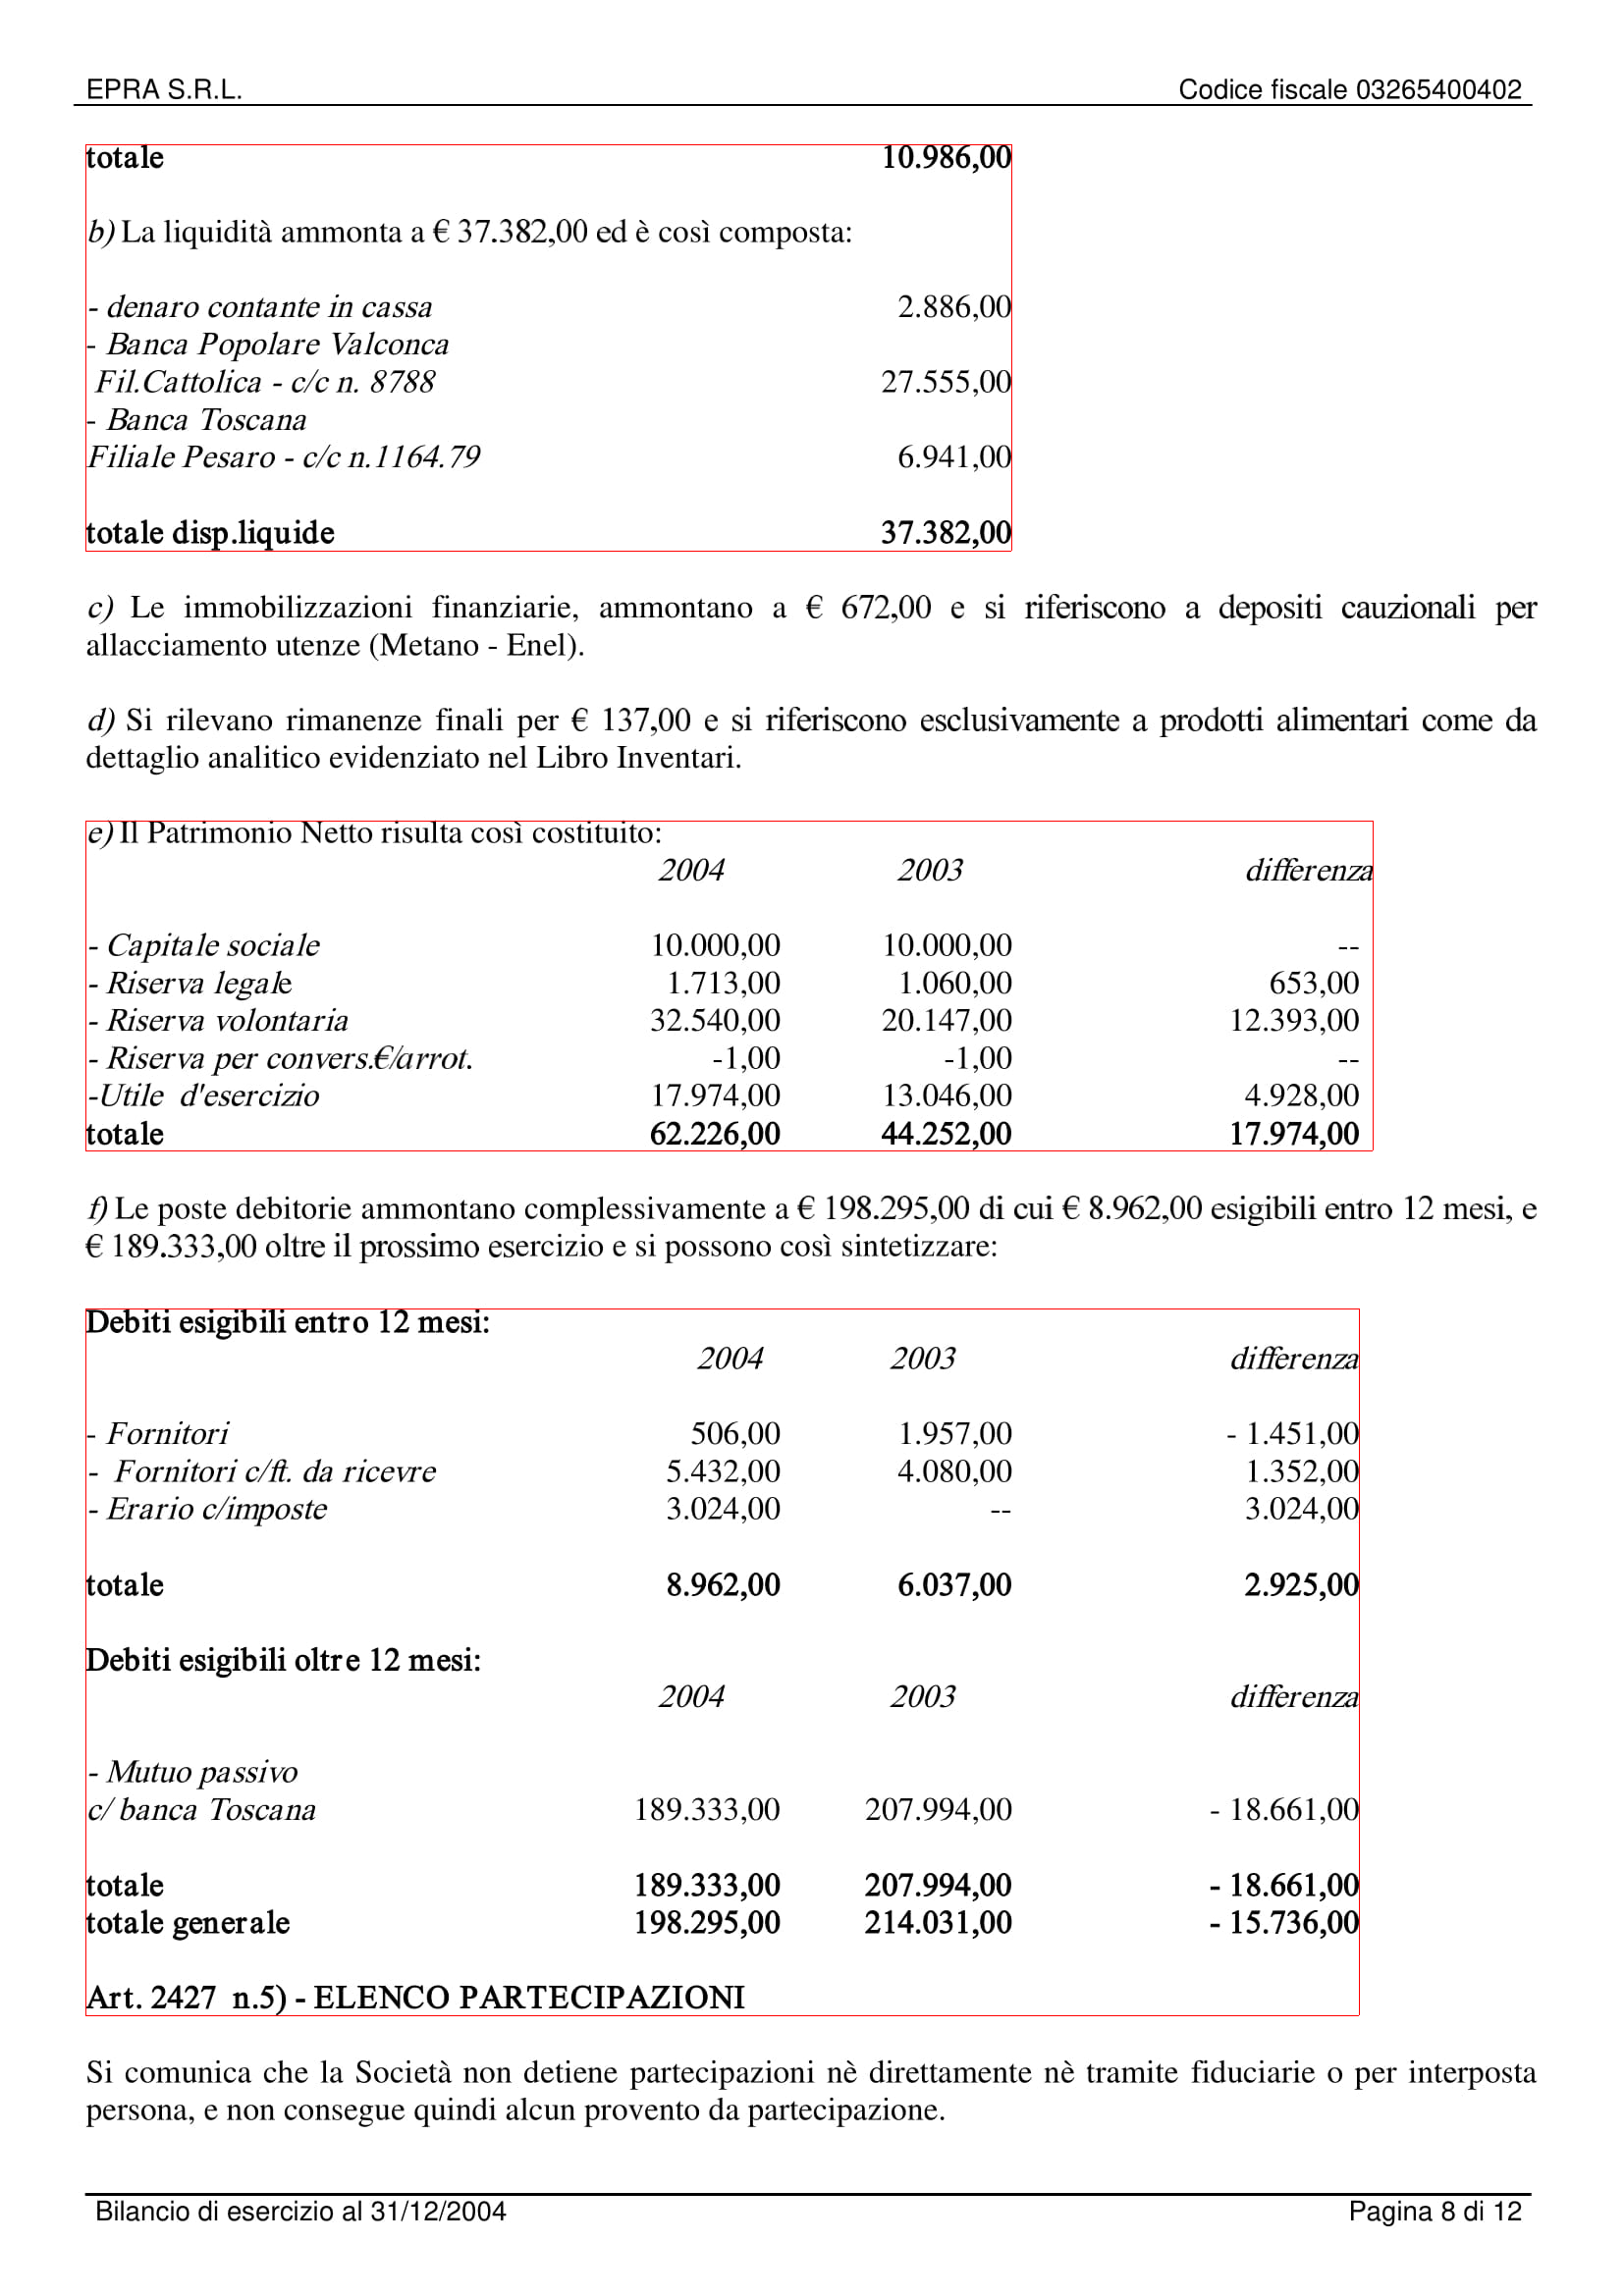 EPRA S.R.L. Codice fiscale 03265400402
totale 10.986,00
b) La liquidità ammonta a € 37.382,00 ed è così composta:
- denaro contante in cassa 2.886,00
- Banca Popolare Valconca
Fil.Cattolica - c/c n. 8788 27.555,00
- Banca Toscana
Filiale Pesaro - c/c n.1164.79 6.941,00
totale disp.liquide 37.382,00
c) Le immobilizzazioni finanziarie, ammontano a € 672,00 e si riferiscono a depositi cauzionali per
allacciamento utenze (Metano - Enel).
d) Si rilevano rimanenze finali per € 137,00 e si riferiscono esclusivamente a prodotti alimentari come da
dettaglio analitico evidenziato nel Libro Inventari.
e) Il Patrimonio Netto risulta così costituito:
2004 2003 differenza
- Capitale sociale 10.000,00 10.000,00 --
- Riserva legale 1.713,00 1.060,00 653,00
- Riserva volontaria 32.540,00 20.147,00 12.393,00
- Riserva per convers.€/arrot. -1,00 -1,00 --
-Utile d'esercizio 17.974,00 13.046,00 4.928,00
totale 62.226,00 44.252,00 17.974,00
f) Le poste debitorie ammontano complessivamente a € 198.295,00 di cui € 8.962,00 esigibili entro 12 mesi, e
€ 189.333,00 oltre il prossimo esercizio e si possono così sintetizzare:
Debiti esigibili entro 12 mesi:
2004 2003 differenza
- Fornitori 506,00 1.957,00 - 1.451,00
- Fornitori c/ft. da ricevre 5.432,00 4.080,00 1.352,00
- Erario c/imposte 3.024,00 -- 3.024,00
totale 8.962,00 6.037,00 2.925,00
Debiti esigibili oltre 12 mesi:
2004 2003 differenza
- Mutuo passivo
c/ banca Toscana 189.333,00 207.994,00 - 18.661,00
totale 189.333,00 207.994,00 - 18.661,00
totale generale 198.295,00 214.031,00 - 15.736,00
Art. 2427 n.5) - ELENCO PARTECIPAZIONI
Si comunica che la Società non detiene partecipazioni nè direttamente nè tramite fiduciarie o per interposta
persona, e non consegue quindi alcun provento da partecipazione.
Bilancio di esercizio al 31/12/2004 Pagina 8 di 12